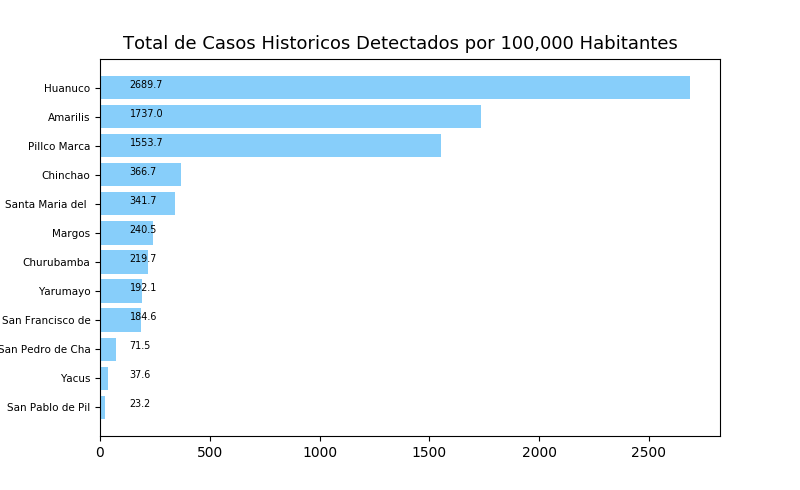 Total de Casos Historicos Detectados por 100,000 Habitantes
Huanuco 2689.7
Amarilis 1737.0
Pillco Marca 1553.7
Chinchao 366.7
Santa Maria del 341.7
Margos 240.5
Churubamba 219.7
Yarumayo 192.1
San Francisco de 184.6
San Pedro de Cha 71.5
Yacus 37.6
San Pablo de Pil 23.2
0 500 1000 1500 2000 2500